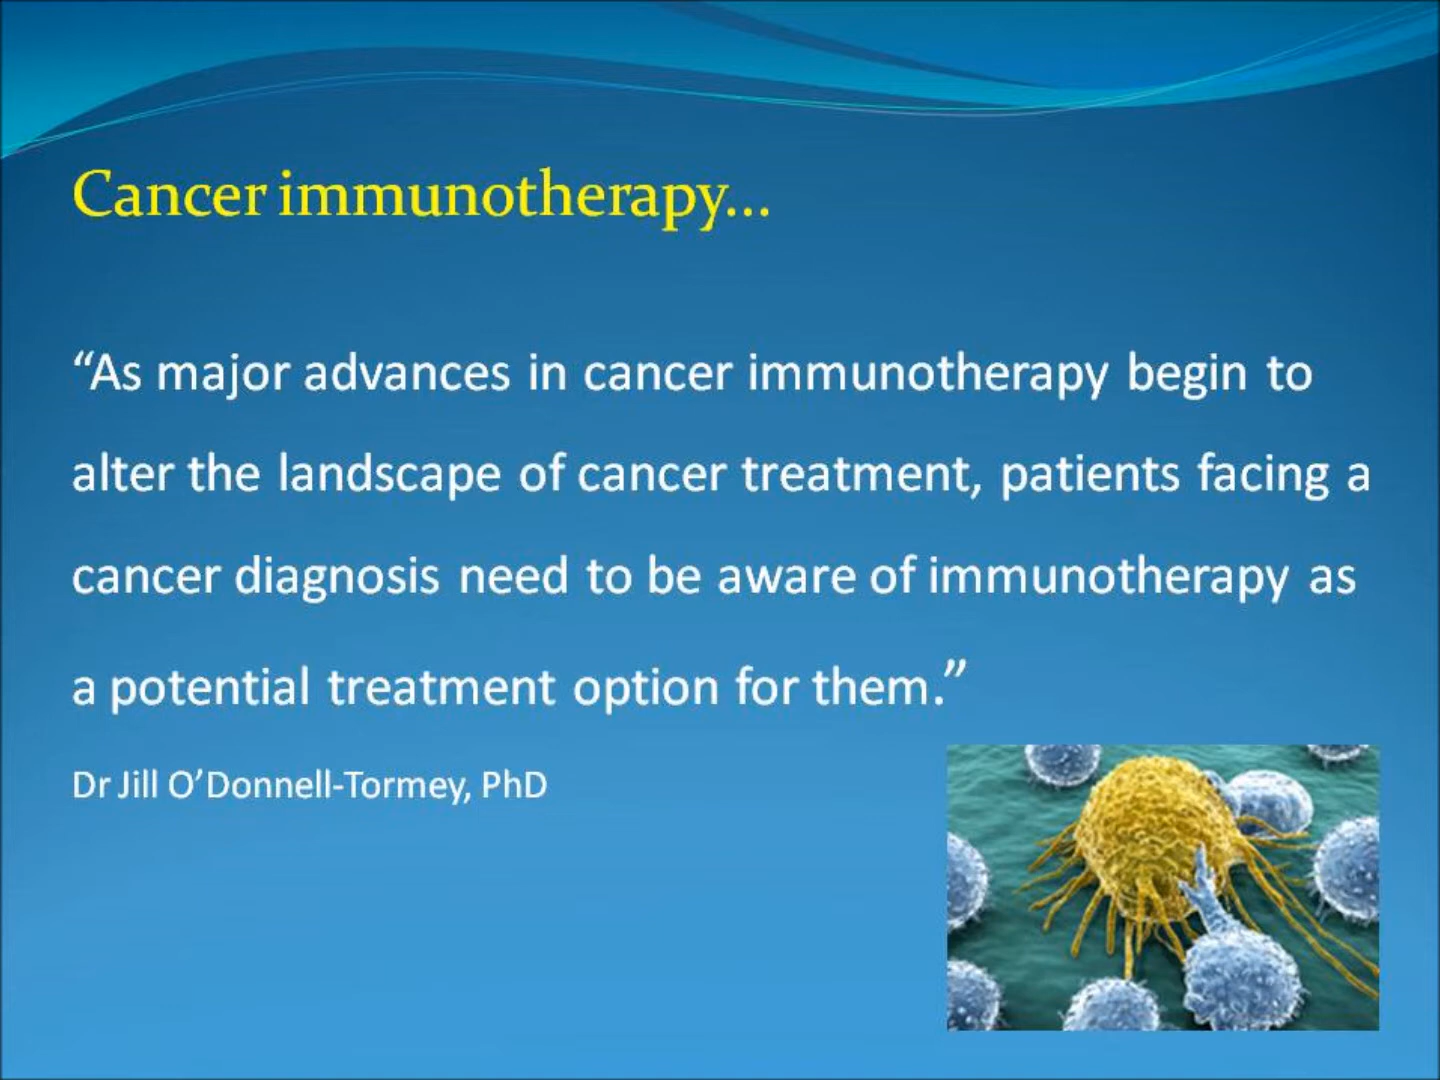 Cancer immunotherapy...
“As major advances in cancer immunotherapy begin to
alter the landscape of cancer treatment, patients facing a
cancer diagnosis need to be aware of immunotherapy as
a potential treatment option for them.”
Dr Jill O’Donnell-Tormey, PhD